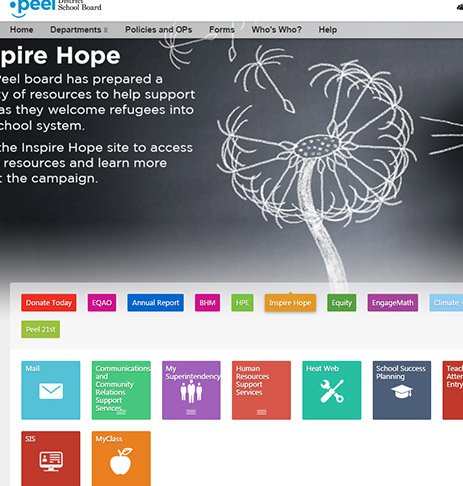 peel District
School Board
Home Departments Policies and OPs Forms Who's Who? Help
pire Hope
Peel board has prepared a
y of resources to help support
as they welcome refugees into
chool system.
the Inspire Hope site to access
resources and learn more
t the campaign.
Donate Today EQAO Annual Report BHM HPE Inspire Hope Equity EngageMath Climate
Peel 21st
Mail
Communications
and
Community
Relations
Support
Services
My
Superintendency
Human
Resources
Support
Services
Heat Web
School Success
Planning
Teac
Atter
Entry
SIS
MyClass